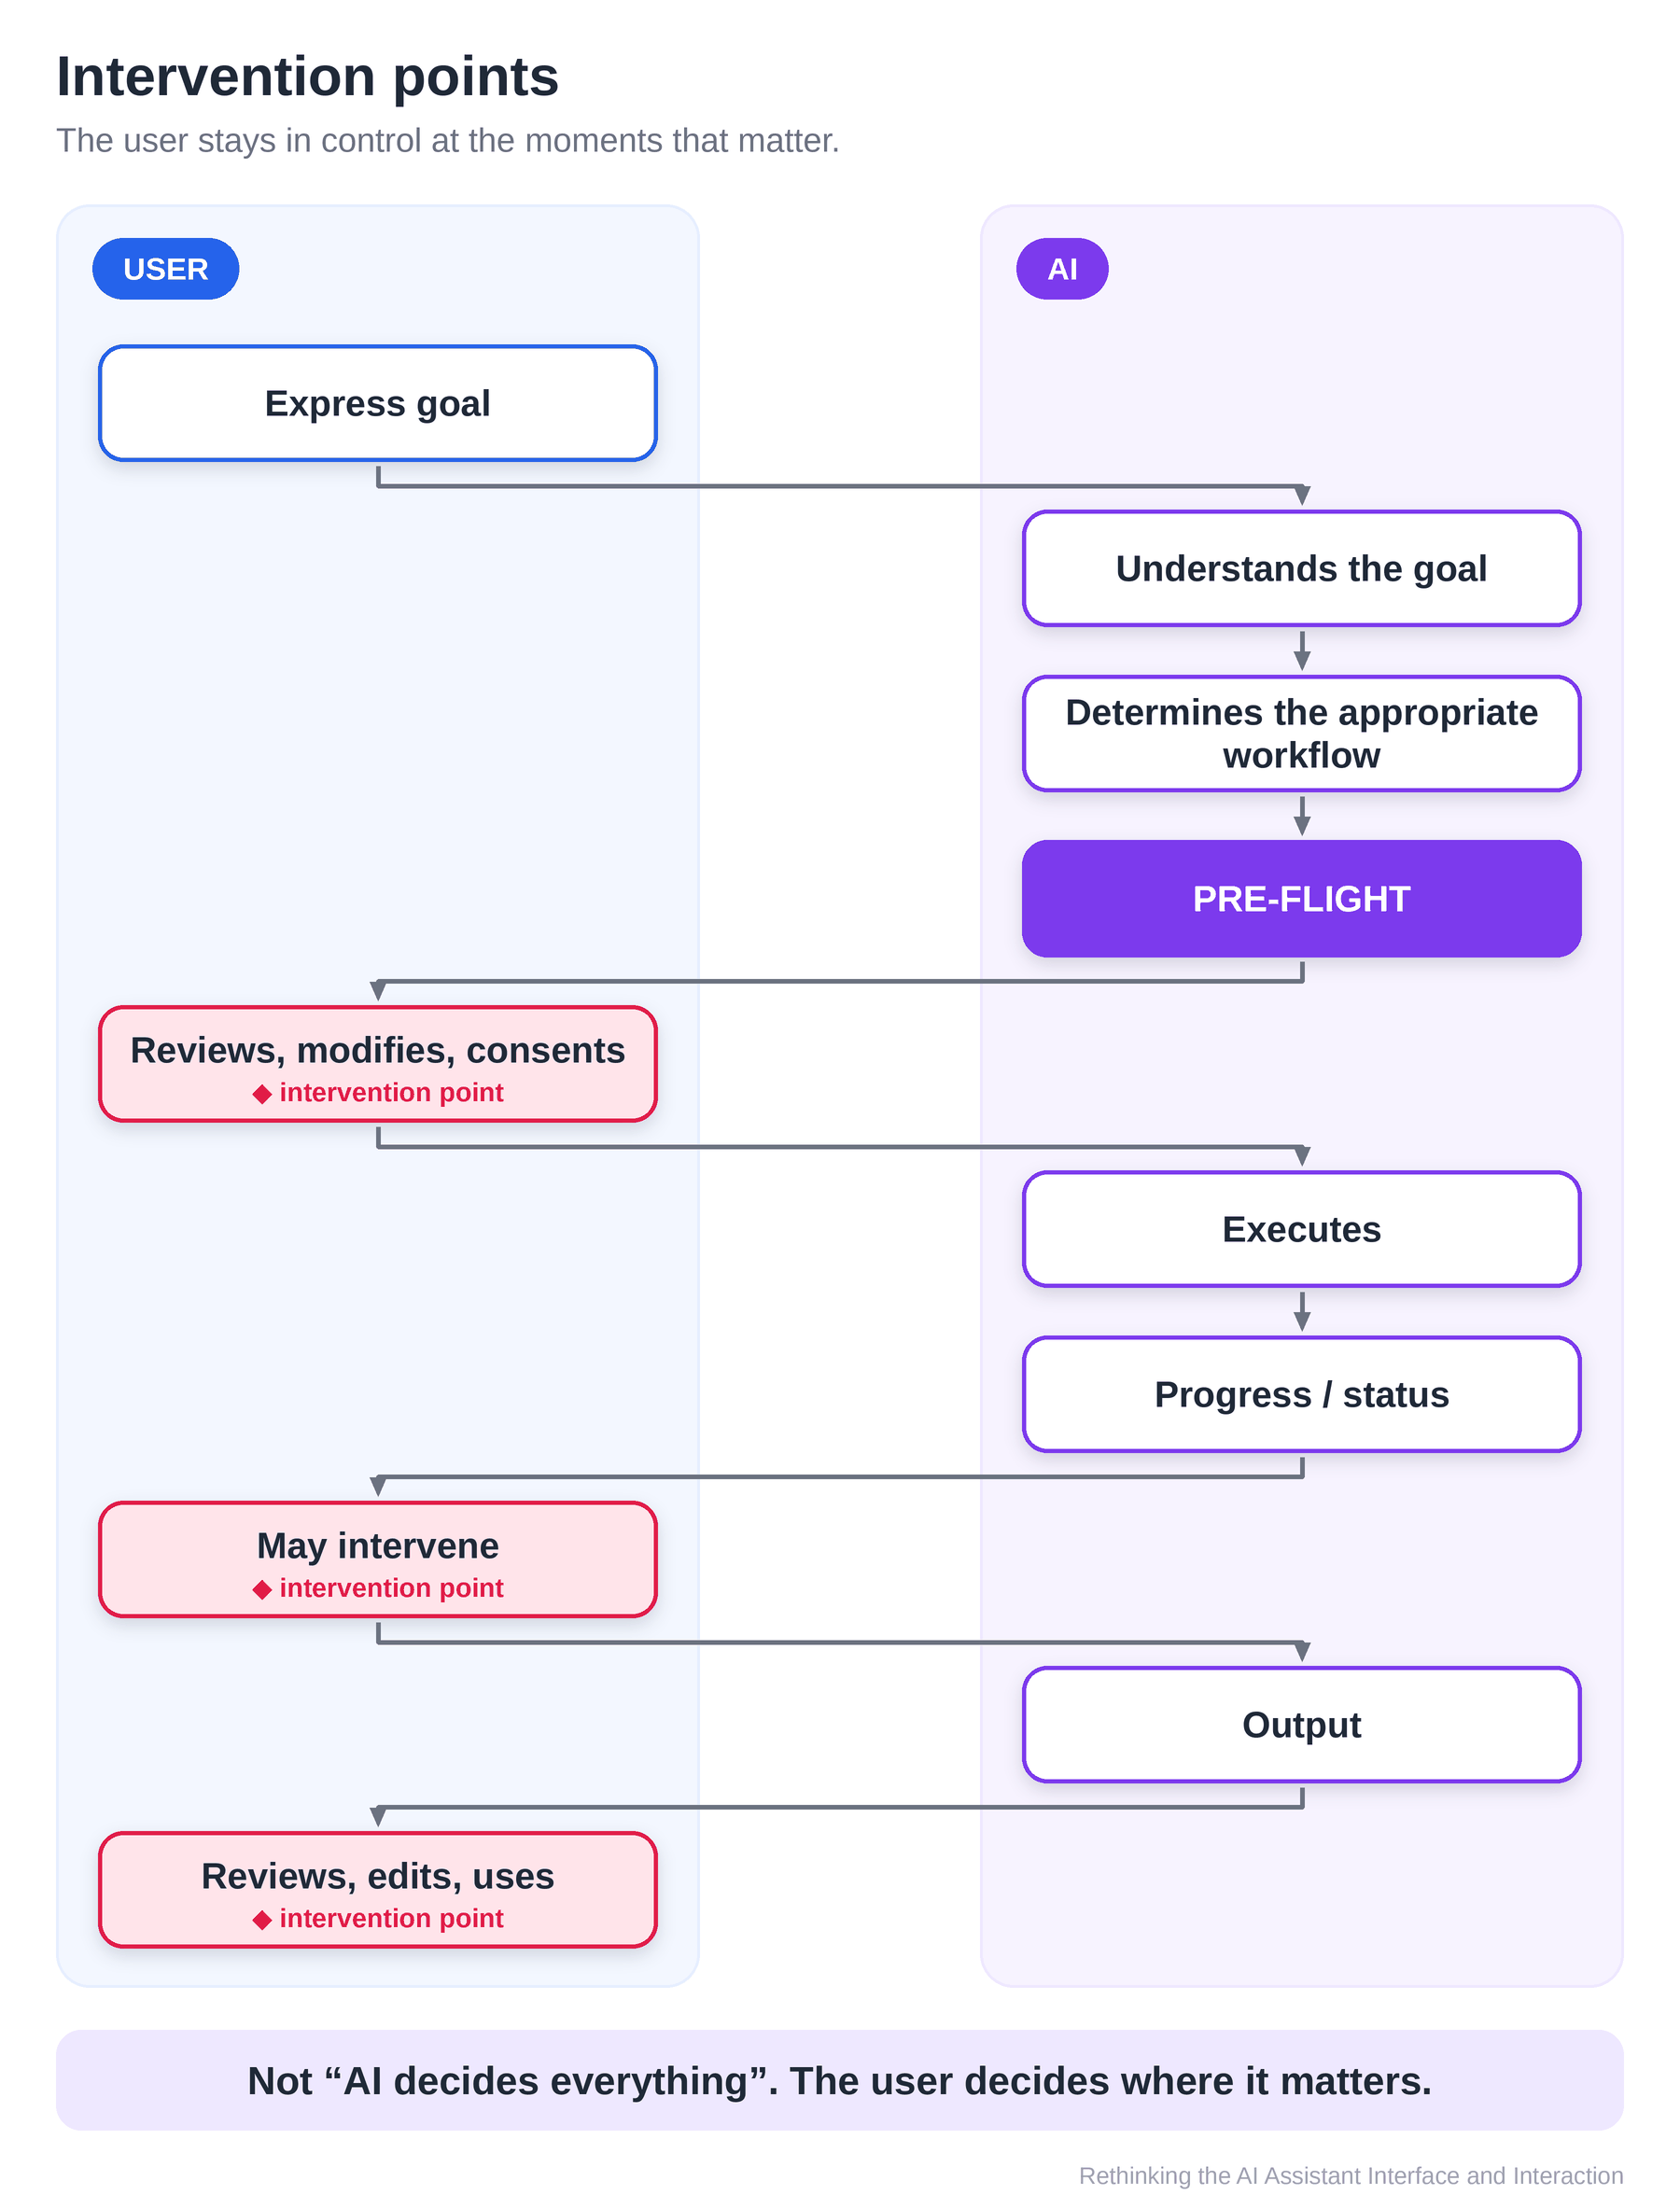 Intervention points
The user stays in control at the moments that matter.
USER
AI
Express goal
Understands the goal
Determines the appropriate
workflow
PRE-FLIGHT
Reviews, modifies, consents
◆ intervention point
Executes
Progress / status
May intervene
◆ intervention point
Output
Reviews, edits, uses
◆ intervention point
Not “AI decides everything”. The user decides where it matters.
Rethinking the AI Assistant Interface and Interaction